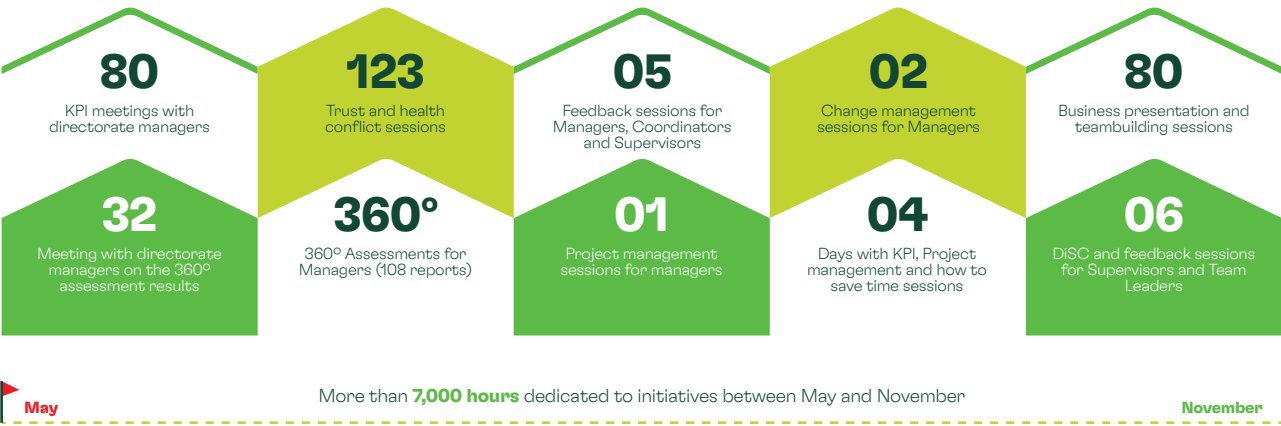 80
KPI meetings with
directorate managers
123
Trust and health
conflict sessions
05
Feedback sessions for
Managers, Coordinators
and Supervisors
02
Change management
sessions for Managers
80
Business presentation and
teambuilding sessions
32
Meeting with directorate
managers on the 360º
assessment results
360º
360º Assessments for
Managers (108 reports)
01
Project management
sessions for managers
04
Days with KPI, Project
management and how to
save time sessions
06
DiSC and feedback sessions
for Supervisors and Team
Leaders
More than 7,000 hours dedicated to initiatives between May and November
May
November